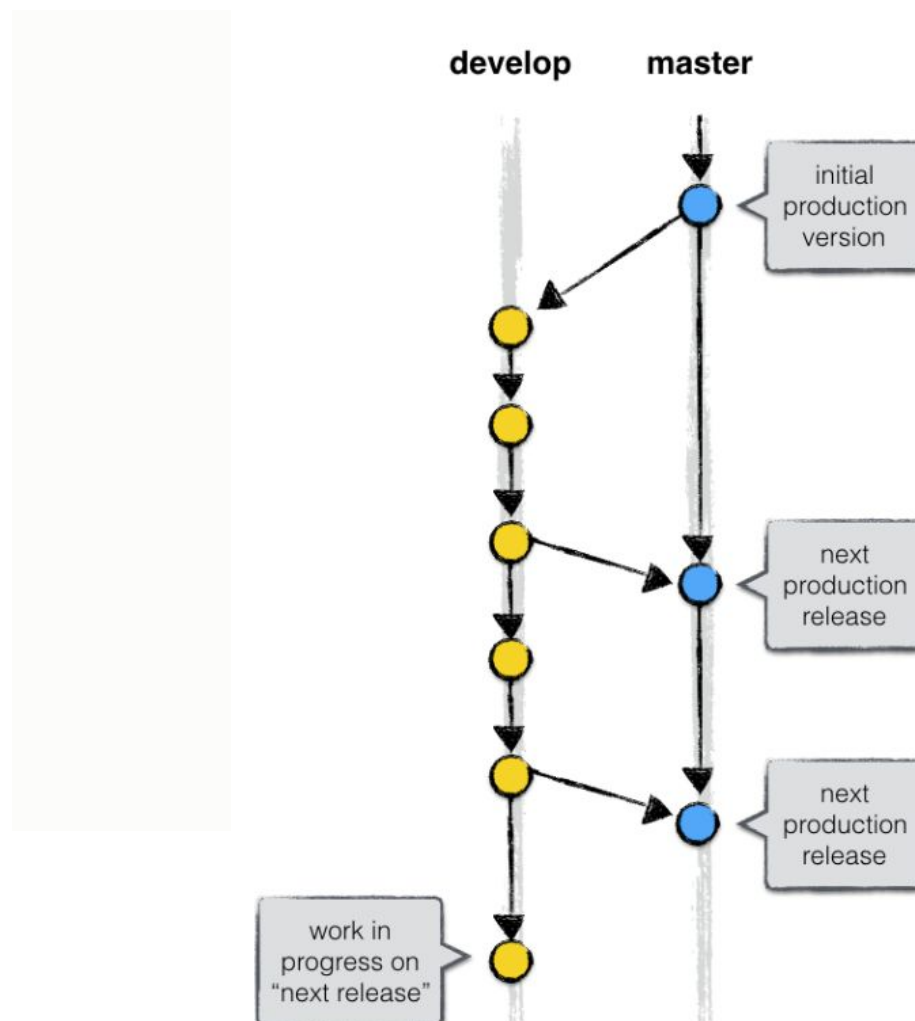 develop master
initial
production
version
next
production
release
next
production
release
work in
progress on
“next release”